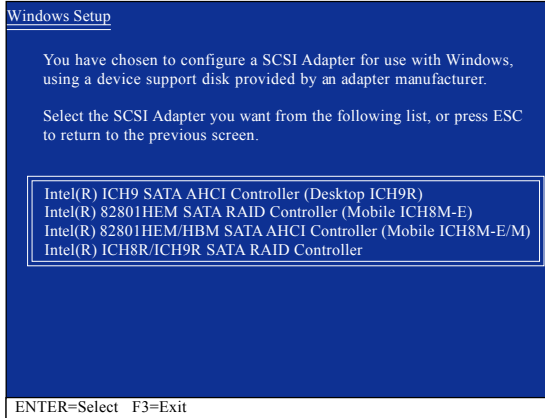 Windows Setup
You have chosen to configure a SCSI Adapter for use with Windows,
using a device support disk provided by an adapter manufacturer.
Select the SCSI Adapter you want from the following list, or press ESC
to return to the previous screen.
Intel(R) ICH9 SATA AHCI Controller (Desktop ICH9R)
Intel(R) 82801HEM SATA RAID Controller (Mobile ICH8M-E)
Intel(R) 82801HEM/HBM SATA AHCI Controller (Mobile ICH8M-E/M)
Intel(R) ICH8R/ICH9R SATA RAID Controller
ENTER=Select F3=Exit